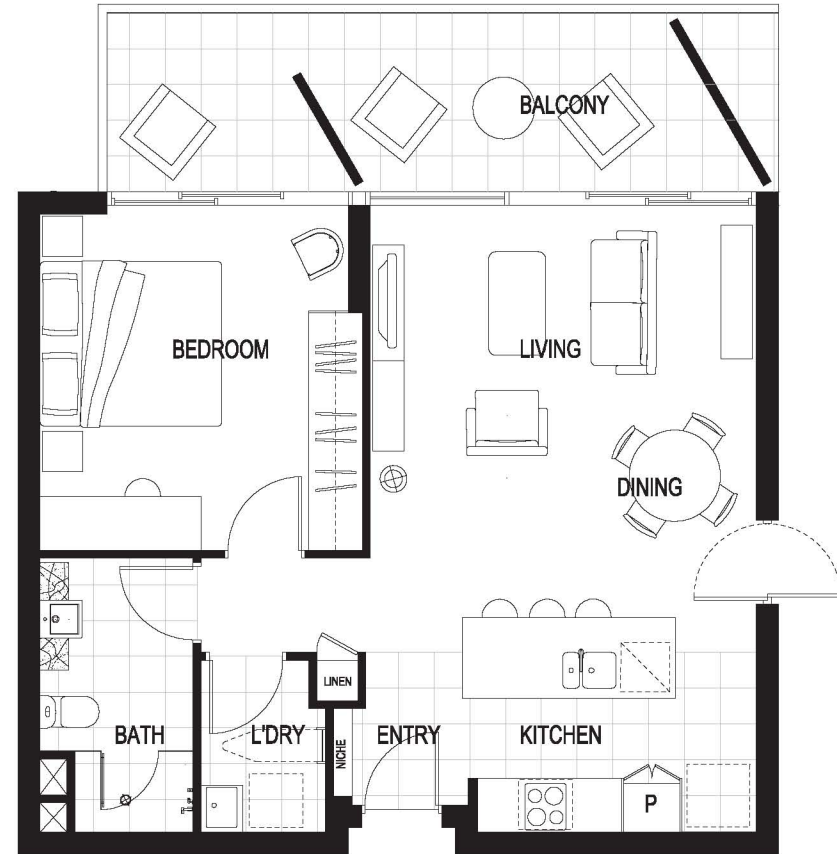 BALCONY
BEDROOM
LIVING
DINING
LINEN
BATH
L'DRY
NICHE
ENTRY
KITCHEN
P